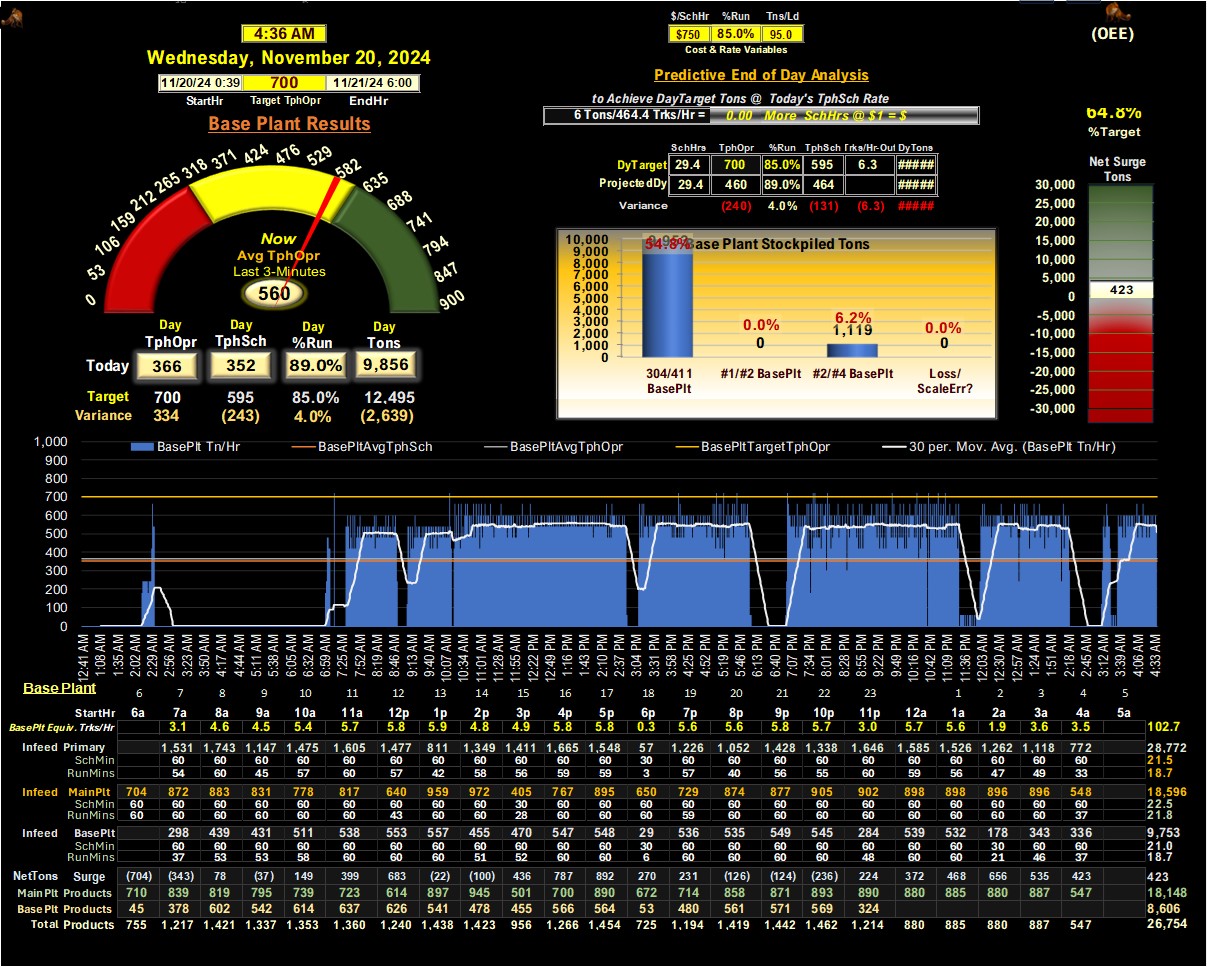 4:36 AM
Wednesday, November 20, 2024
11/20/24 0:39 700 11/21/24 6:00
StartHr Target TphOpr EndHr
Base Plant Results
0 53 106 159 212 265 318 371 424 476 529 582 635 688 741 794 847 900
Now
Avg TphOpr
Last 3-Minutes
560
Day Day Day Day
TphOpr TphSch %Run Tons
Today 366 352 89.0% 9,856
Target 700 595 85.0% 12,495
Variance 334 (243) 4.0% (2,639)
$/SchHr %Run Tns/Ld
$750 85.0% 95.0
Cost & Rate Variables
Predictive End of Day Analysis
to Achieve DayTarget Tons @ Today's TphSch Rate
6 Tons/464.4 Trks/Hr = 0.00 More SchHrs @ $1 = $
SchHrs TphOpr %Run TphSch Trks/Hr-Out DyTons
DyTarget 29.4 700 85.0% 595 6.3 #####
ProjectedDy 29.4 460 89.0% 464 #####
Variance (240) 4.0% (131) (6.3) #####
Base Plant Stockpiled Tons
10,000
9,000
8,000
7,000
6,000
5,000
4,000
3,000
2,000
1,000
0
54.8%
0.0% 6.2% 0.0%
0 1,119 0
304/411 #1/#2 BasePlt #2/#4 BasePlt Loss/
BasePlt ScaleErr?
(OEE)
64.8%
%Target
Net Surge
Tons
30,000
25,000
20,000
15,000
10,000
5,000
0
-5,000
-10,000
-15,000
-20,000
-25,000
-30,000
423
BasePlt Tn/Hr BasePltAvgTphSch BasePltAvgTphOpr BasePltTargetTphOpr 30 per. Mov. Avg. (BasePlt Tn/Hr)
1,000
900
800
700
600
500
400
300
200
100
0
12:41 AM 1:08 AM 1:35 AM 2:02 AM 2:29 AM 2:56 AM 3:23 AM 3:50 AM 4:17 AM 4:44 AM 5:11 AM 5:38 AM 6:05 AM 6:32 AM 6:59 AM 7:25 AM 7:52 AM 8:19 AM 8:46 AM 9:13 AM 9:40 AM 10:07 AM 10:34 AM 11:01 AM 11:28 AM 11:55 AM 12:22 PM 12:49 PM 1:16 PM 1:43 PM 2:10 PM 2:37 PM 3:04 PM 3:31 PM 3:58 PM 4:25 PM 4:52 PM 5:19 PM 5:46 PM 6:13 PM 6:40 PM 7:07 PM 7:34 PM 8:01 PM 8:28 PM 8:55 PM 9:22 PM 9:49 PM 10:16 PM 10:42 PM 11:09 PM 11:36 PM 12:03 AM 12:30 AM 12:57 AM 1:24 AM 1:51 AM 2:18 AM 2:45 AM 3:12 AM 3:39 AM 4:06 AM 4:33 AM
Base Plant 6 7 8 9 10 11 12 13 14 15 16 17 18 19 20 21 22 23 1 2 3 4 5
StartHr 6a 7a 8a 9a 10a 11a 12p 1p 2p 3p 4p 5p 6p 7p 8p 9p 10p 11p 12a 1a 2a 3a 4a 5a
BasePlt Equiv. Trks/Hr 3.1 4.6 4.5 5.4 5.7 5.8 5.9 4.8 4.9 5.8 5.8 0.3 5.6 5.6 5.8 5.7 3.0 5.7 5.6 1.9 3.6 3.5 102.7
Infeed Primary 1,531 1,743 1,147 1,475 1,605 1,477 811 1,349 1,411 1,665 1,548 57 1,226 1,052 1,428 1,338 1,646 1,585 1,526 1,262 1,118 772 28,772
SchMin 60 60 60 60 60 60 60 60 60 60 60 30 60 60 60 60 60 60 60 60 60 60 21.5
RunMins 54 60 45 57 60 57 42 58 56 59 59 3 57 40 56 55 60 59 56 47 49 33 18.7
Infeed MainPlt 704 872 883 831 778 817 640 959 972 405 767 895 650 729 874 877 905 902 898 898 896 896 548 18,596
SchMin 60 60 60 60 60 60 60 60 60 30 60 60 60 60 60 60 60 60 60 60 60 60 60 22.5
RunMins 60 60 60 60 60 60 43 60 60 28 60 60 60 59 60 60 60 60 60 60 60 60 37 21.8
Infeed BasePlt 298 439 431 511 538 553 557 455 470 547 548 29 536 535 549 545 284 539 532 178 343 336 9,753
SchMin 60 60 60 60 60 60 60 60 60 60 60 30 60 60 60 60 60 60 60 30 60 60 21.0
RunMins 37 53 53 58 60 60 60 51 52 60 60 6 60 60 60 60 48 60 60 21 46 37 18.7
NetTons Surge (704) (343) 78 (37) 149 399 683 (22) (100) 436 787 892 270 231 (126) (124) (236) 224 372 468 656 535 423 423
MainPlt Products 710 839 819 795 739 723 614 897 945 501 700 890 672 714 858 871 893 890 880 885 880 887 547 18,148
BasePlt Products 45 378 602 542 614 637 626 541 478 455 566 564 53 480 561 571 569 324 8,606
Total Products 755 1,217 1,421 1,337 1,353 1,360 1,240 1,438 1,423 956 1,266 1,454 725 1,194 1,419 1,442 1,462 1,214 880 885 880 887 547 26,754